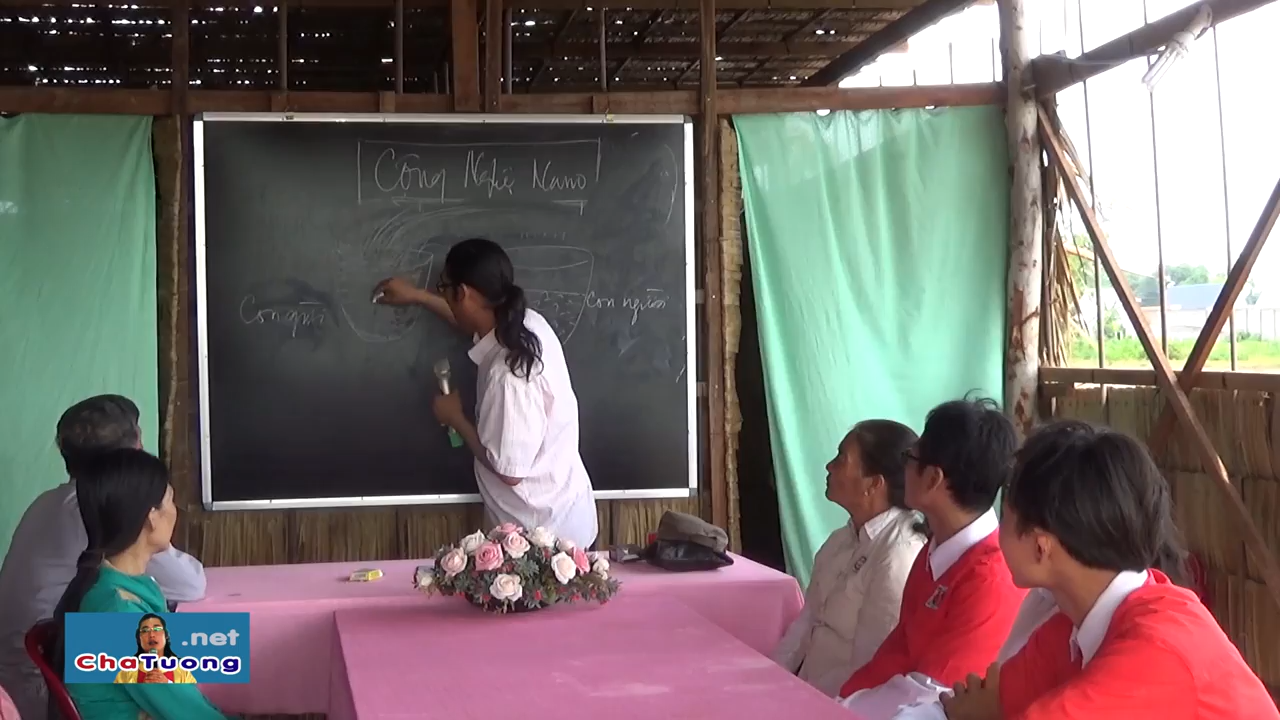 Công Nghệ Nano
Con người
Con người
.net
ChaTuong